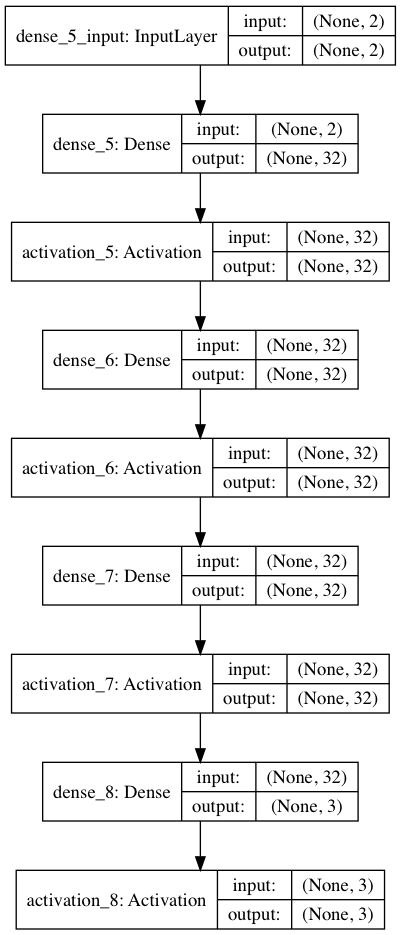 dense_5_input: InputLayer
input: (None, 2)
output: (None, 2)
dense_5: Dense
input: (None, 2)
output: (None, 32)
activation_5: Activation
input: (None, 32)
output: (None, 32)
dense_6: Dense
input: (None, 32)
output: (None, 32)
activation_6: Activation
input: (None, 32)
output: (None, 32)
dense_7: Dense
input: (None, 32)
output: (None, 32)
activation_7: Activation
input: (None, 32)
output: (None, 32)
dense_8: Dense
input: (None, 32)
output: (None, 3)
activation_8: Activation
input: (None, 3)
output: (None, 3)